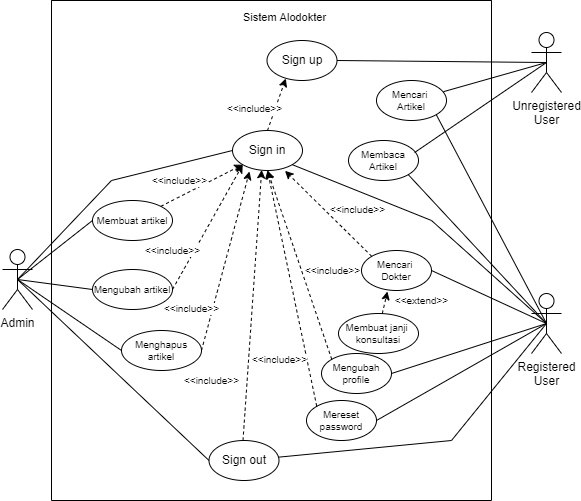 Sistem Alodokter
Sign up
Unregistered
User
Mencari
Artikel
<<include>>
Sign in
Membaca
Artikel
<<include>>
Membuat artikel
<<include>>
<<include>>
Mencari
Dokter
<<include>>
Mengubah artikel
<<extend>>
<<include>>
Admin
Membuat janji
konsultasi
Menghapus
artikel
<<include>>
Mengubah
profile
Registered
User
<<include>>
Mereset
password
Sign out